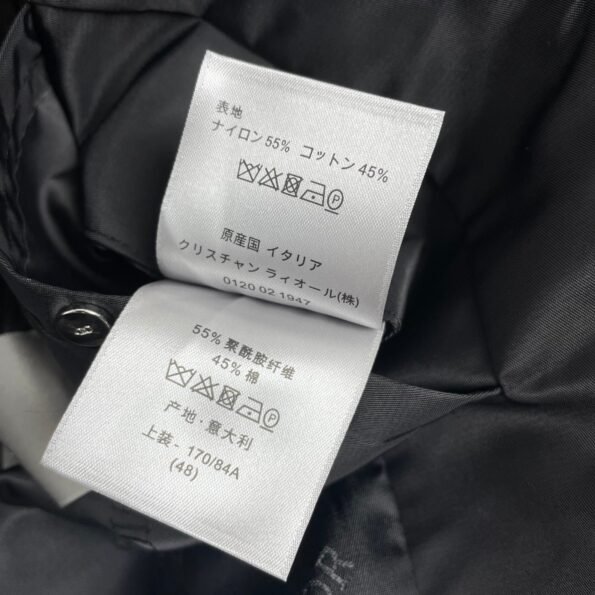 表地
ナイロン 55% コットン 45%
原産国 イタリア
クリスチャン ライオール(株)
0120 02 1947
55% 聚酰胺纤维
45% 棉
产地 : 意大利
上装 - 170/84A
(48)